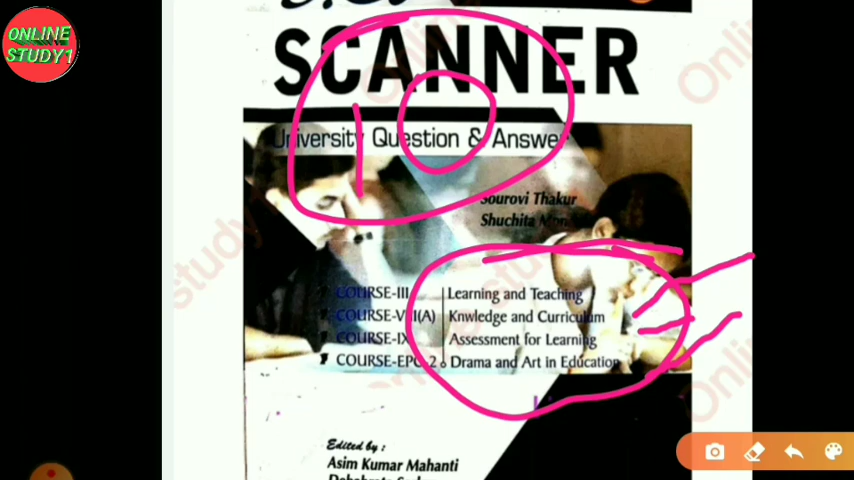 ONLINE
STUDY1
SCANNER
University Question & Answer
Sourovi Thakur
Shuchita
COURSE-III Learning and Teaching
COURSE-VIII(A) Knwledge and Curriculum
COURSE-IX Assessment for Learning
COURSE-EPC-2 Drama and Art in Education
Edited by :
Asim Kumar Mahanti